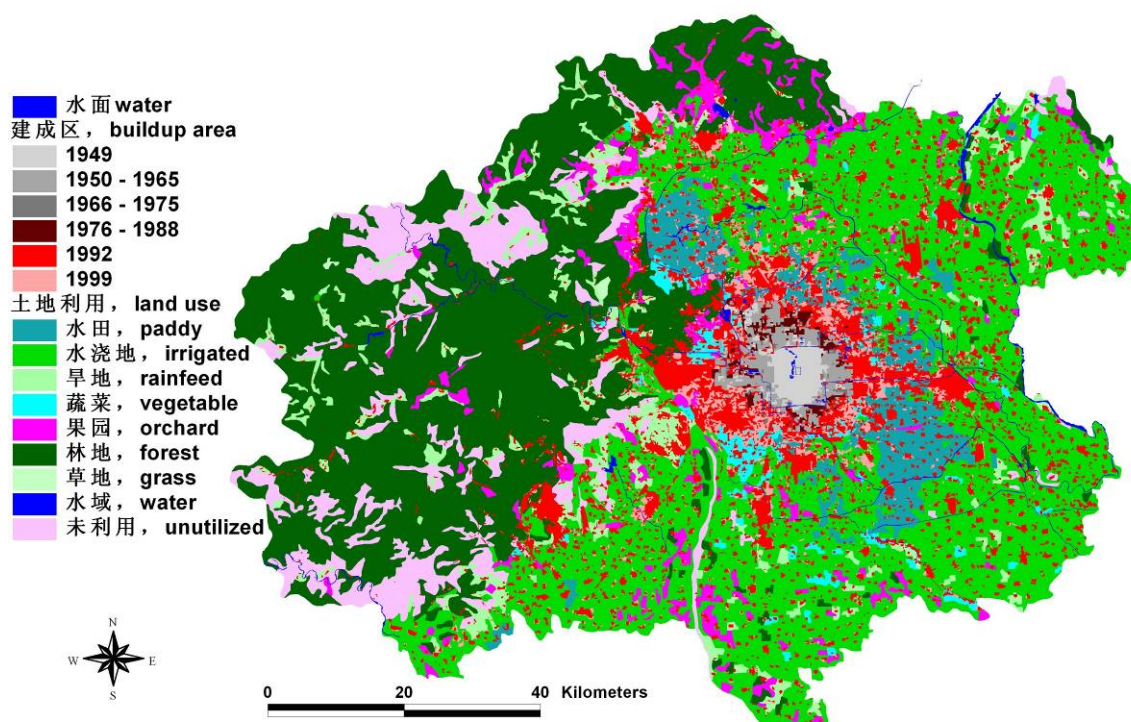 水面 water
建成区，buildup area
1949
1950 - 1965
1966 - 1975
1976 - 1988
1992
1999
土地利用，land use
水田，paddy
水浇地，irrigated
旱地，rainfeed
蔬菜，vegetable
果园，orchard
林地，forest
草地，grass
水域，water
未利用，unutilized
N
W E
S
0 20 40 Kilometers